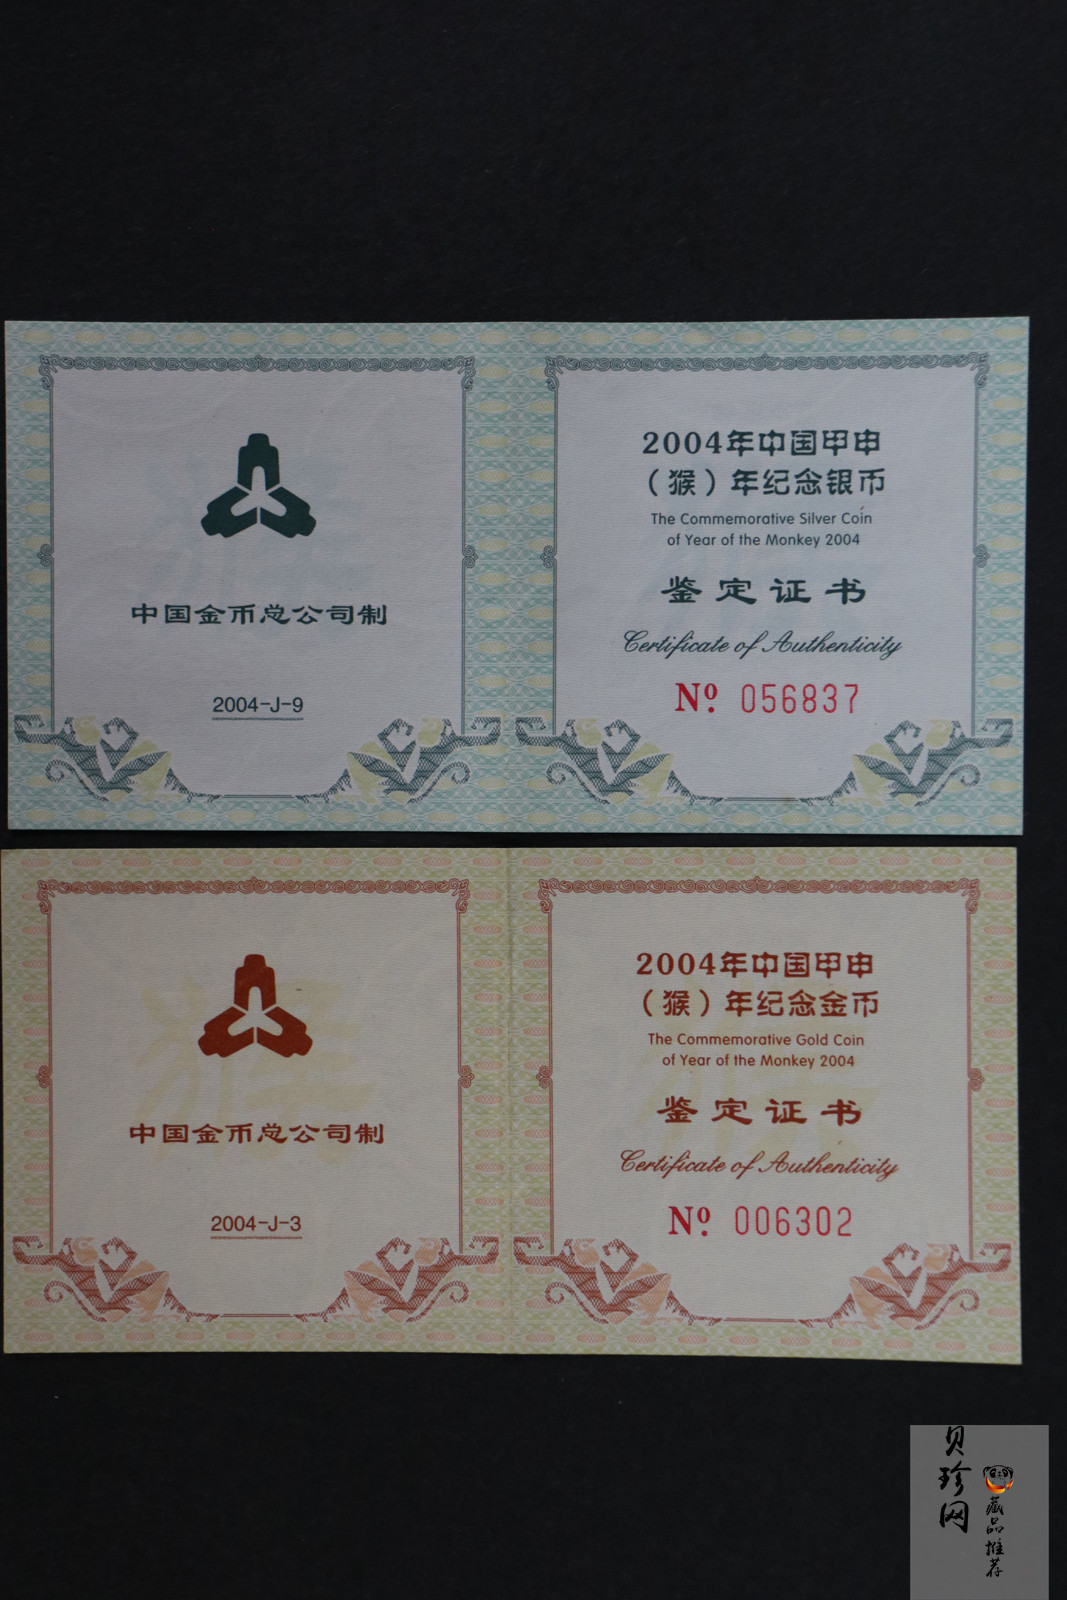 中国金币总公司制
2004-J-9
2004年中国甲申
（猴）年纪念银币
The Commemorative Silver Coin
of Year of the Monkey 2004
鉴定证书
Certificate of Authenticity
Nº 056837
中国金币总公司制
2004-J-3
2004年中国甲申
（猴）年纪念金币
The Commemorative Gold Coin
of Year of the Monkey 2004
鉴定证书
Certificate of Authenticity
Nº 006302
贝珍网
藏品推荐